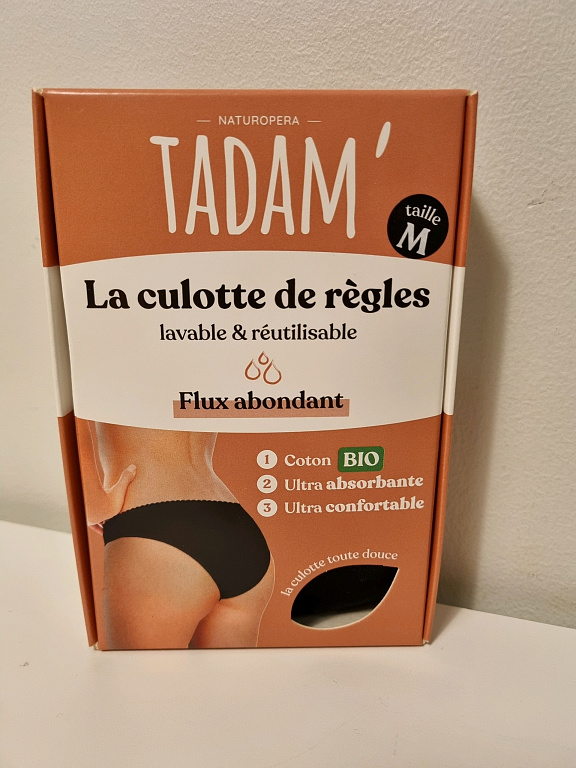 — NATUROPERA —
TADAM'
taille
M
La culotte de règles
lavable & réutilisable
Flux abondant
1 Coton BIO
2 Ultra absorbante
3 Ultra confortable
la culotte toute douce